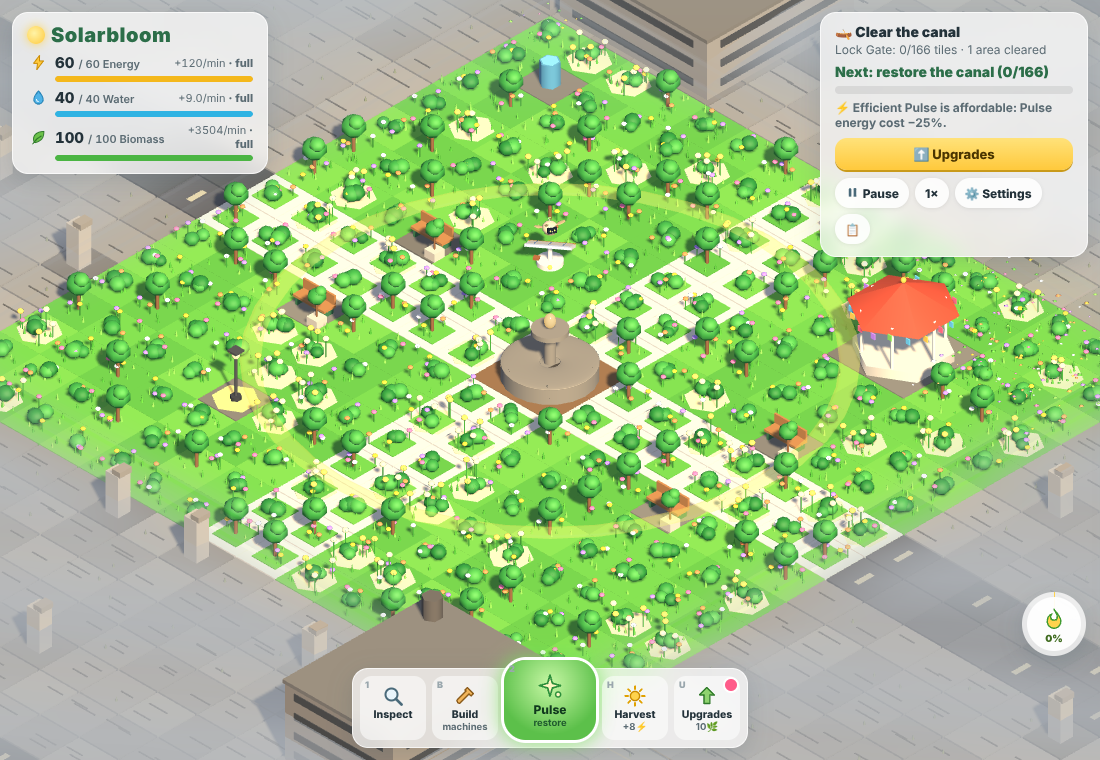 Solarbloom
60 / 60 Energy +120/min · full
40 / 40 Water +9.0/min · full
100 / 100 Biomass +3504/min ·
full
Clear the canal
Lock Gate: 0/166 tiles · 1 area cleared
Next: restore the canal (0/166)
⚡ Efficient Pulse is affordable: Pulse
energy cost −25%.
⬆️ Upgrades
⏸ Pause 1× ⚙️ Settings
0%
1 Inspect
B Build
machines
Pulse
restore
H Harvest
+8⚡
U Upgrades
10🌿